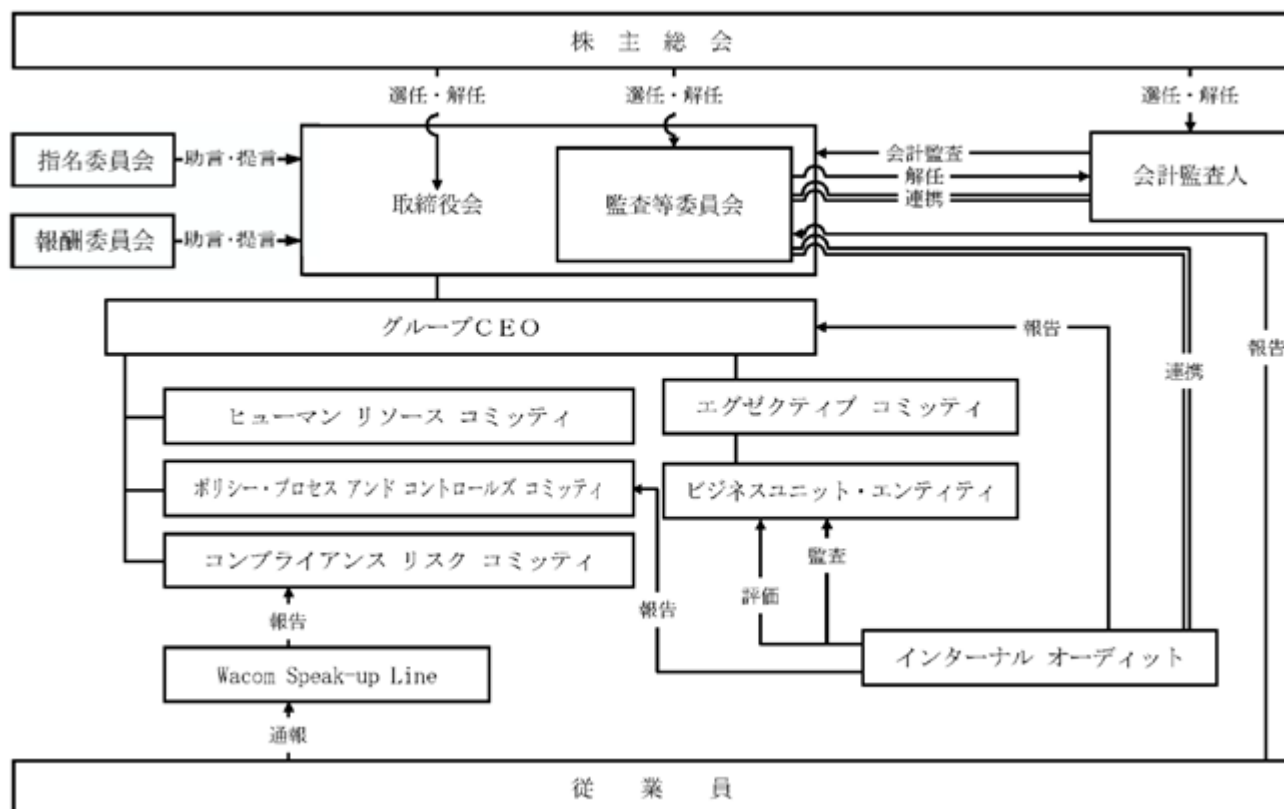 株主総会
選任・解任
選任・解任
選任・解任
指名委員会
助言・提言
報酬委員会
助言・提言
取締役会
監査等委員会
会計監査
解任
連携
会計監査人
グループCEO
報告
連携
報告
ヒューマン リソース コミッティ
エグゼクティブ コミッティ
ポリシー・プロセス アンド コントロールズ コミッティ
ビジネスユニット・エンティティ
コンプライアンス リスク コミッティ
監査
評価
報告
報告
インターナル オーディット
Wacom Speak-up Line
通報
従業員